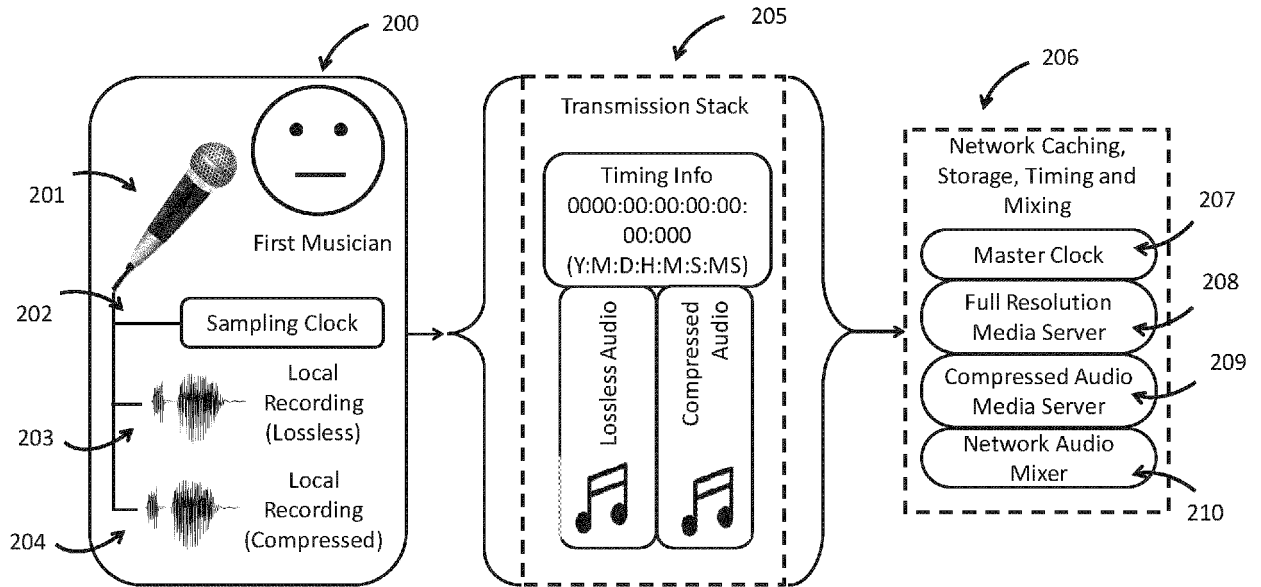 200
205
206
Transmission Stack
Network Caching,
Storage, Timing and
Mixing
201
First Musician
Timing Info
0000:00:00:00:00:
00:000
(Y:M:D:H:M:S:MS)
207
Master Clock
202
Sampling Clock
208
Full Resolution
Media Server
Lossless Audio
Compressed
Audio
209
Compressed Audio
Media Server
203
Local
Recording
(Lossless)
Network Audio
Mixer
210
204
Local
Recording
(Compressed)